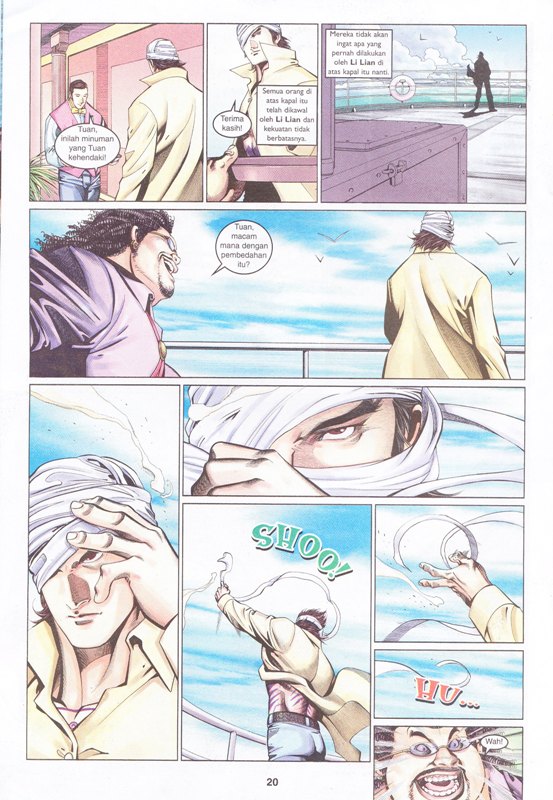 Tuan,
inilah minuman
yang Tuan
kehendaki!
Terima
kasih!
Semua orang di
atas kapal itu
telah dikawal
oleh Li Lian dan
kekuatan tidak
berbatasnya.
Mereka tidak akan
ingat apa yang
pernah dilakukan
oleh Li Lian di
atas kapal itu nanti.
Tuan,
macam
mana dengan
pembedahan
itu?
SHOO!
HU...
Wah!
20